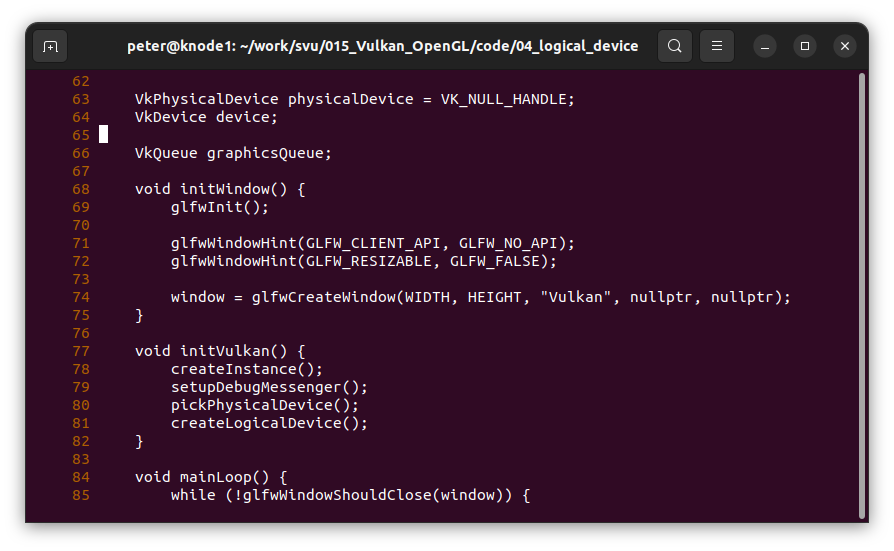 peter@knode1: ~/work/svu/015_Vulkan_OpenGL/code/04_logical_device
62
63     VkPhysicalDevice physicalDevice = VK_NULL_HANDLE;
64     VkDevice device;
65
66     VkQueue graphicsQueue;
67
68     void initWindow() {
69         glfwInit();
70
71         glfwWindowHint(GLFW_CLIENT_API, GLFW_NO_API);
72         glfwWindowHint(GLFW_RESIZABLE, GLFW_FALSE);
73
74         window = glfwCreateWindow(WIDTH, HEIGHT, "Vulkan", nullptr, nullptr);
75     }
76
77     void initVulkan() {
78         createInstance();
79         setupDebugMessenger();
80         pickPhysicalDevice();
81         createLogicalDevice();
82     }
83
84     void mainLoop() {
85         while (!glfwWindowShouldClose(window)) {